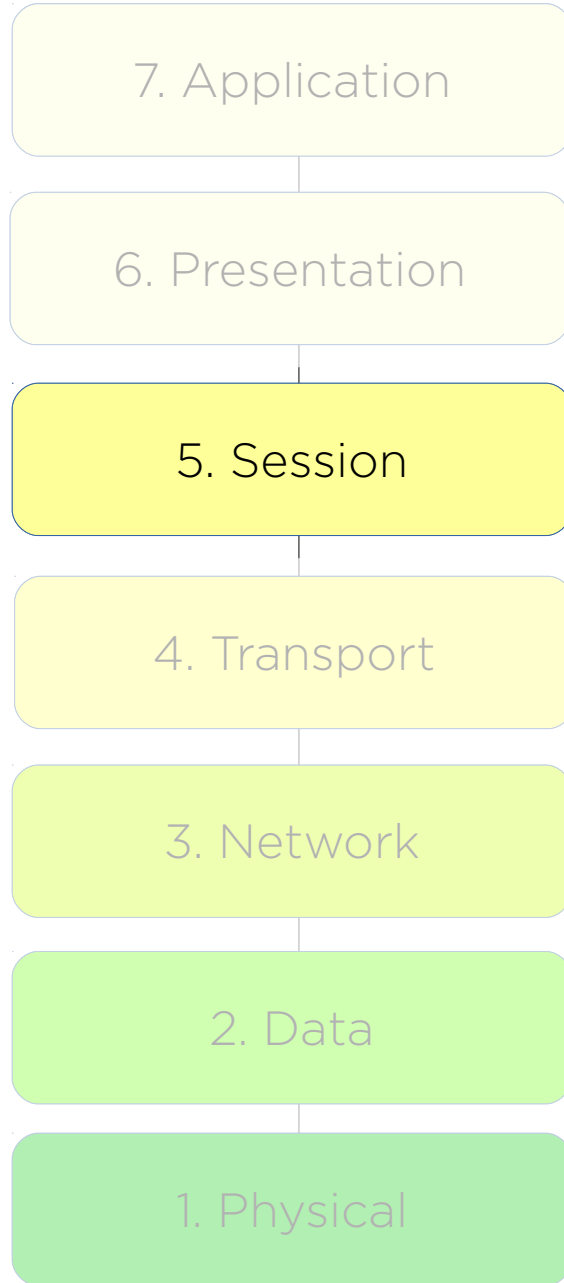 7. Application
6. Presentation
5. Session
4. Transport
3. Network
2. Data
1. Physical